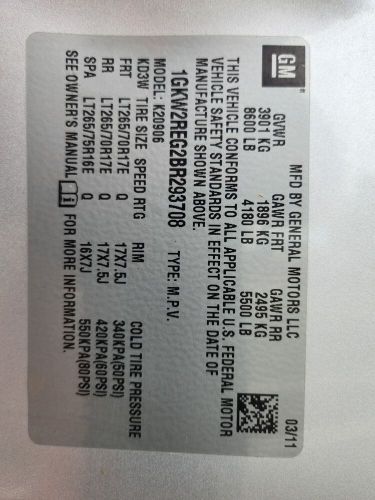 GM
MFD BY GENERAL MOTORS LLC
03/11
GVWR GAWR FRT GAWR RR
3901 KG 1896 KG 2495 KG
8600 LB 4180 LB 5500 LB
THIS VEHICLE CONFORMS TO ALL APPLICABLE U.S. FEDERAL MOTOR
VEHICLE SAFETY STANDARDS IN EFFECT ON THE DATE OF
MANUFACTURE SHOWN ABOVE.
1GKW2REG2BR293708 TYPE: M.P.V.
MODEL: K20906
KD3W TIRE SIZE SPEED RTG RIM COLD TIRE PRESSURE
FRT LT265/70R17E Q 17X7.5J 340KPA(50PSI)
RR LT265/70R17E Q 17X7.5J 420KPA(60PSI)
SPA LT265/75R16E Q 16X7J 550KPA(80PSI)
SEE OWNER'S MANUAL i FOR MORE INFORMATION.